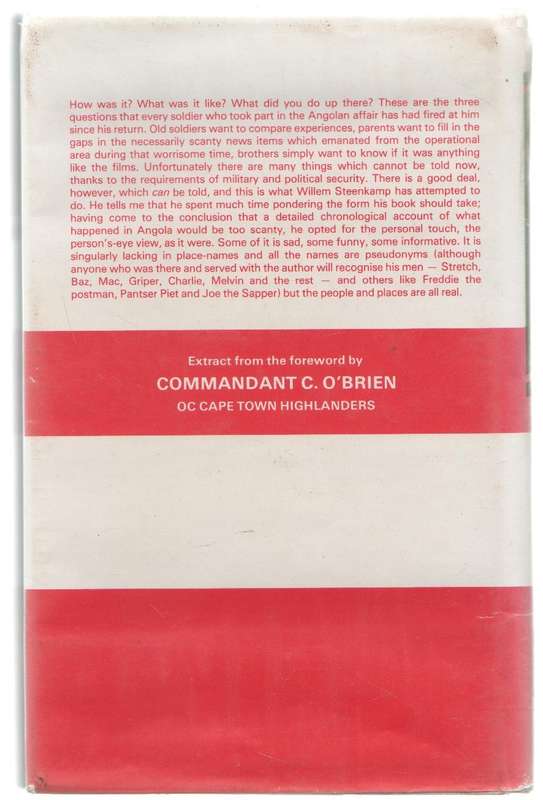 How was it? What was it like? What did you do up there? These are the three
questions that every soldier who took part in the Angolan affair has had fired at him
since his return. Old soldiers want to compare experiences, parents want to fill in the
gaps in the necessarily scanty news items which emanated from the operational
area during that worrisome time, brothers simply want to know if it was anything
like the films. Unfortunately there are many things which cannot be told now,
thanks to the requirements of military and political security. There is a good deal,
however, which can be told, and this is what Willem Steenkamp has attempted to
do. He tells me that he spent much time pondering the form his book should take;
having come to the conclusion that a detailed chronological account of what
happened in Angola would be too scanty, he opted for the personal touch, the
person's-eye view, as it were. Some of it is sad, some funny, some informative. It is
singularly lacking in place-names and all the names are pseudonyms (although
anyone who was there and served with the author will recognise his men — Stretch,
Baz, Mac, Griper, Charlie, Melvin and the rest — and others like Freddie the
postman, Pantser Piet and Joe the Sapper) but the people and places are all real.
Extract from the foreword by
COMMANDANT C. O'BRIEN
OC CAPE TOWN HIGHLANDERS